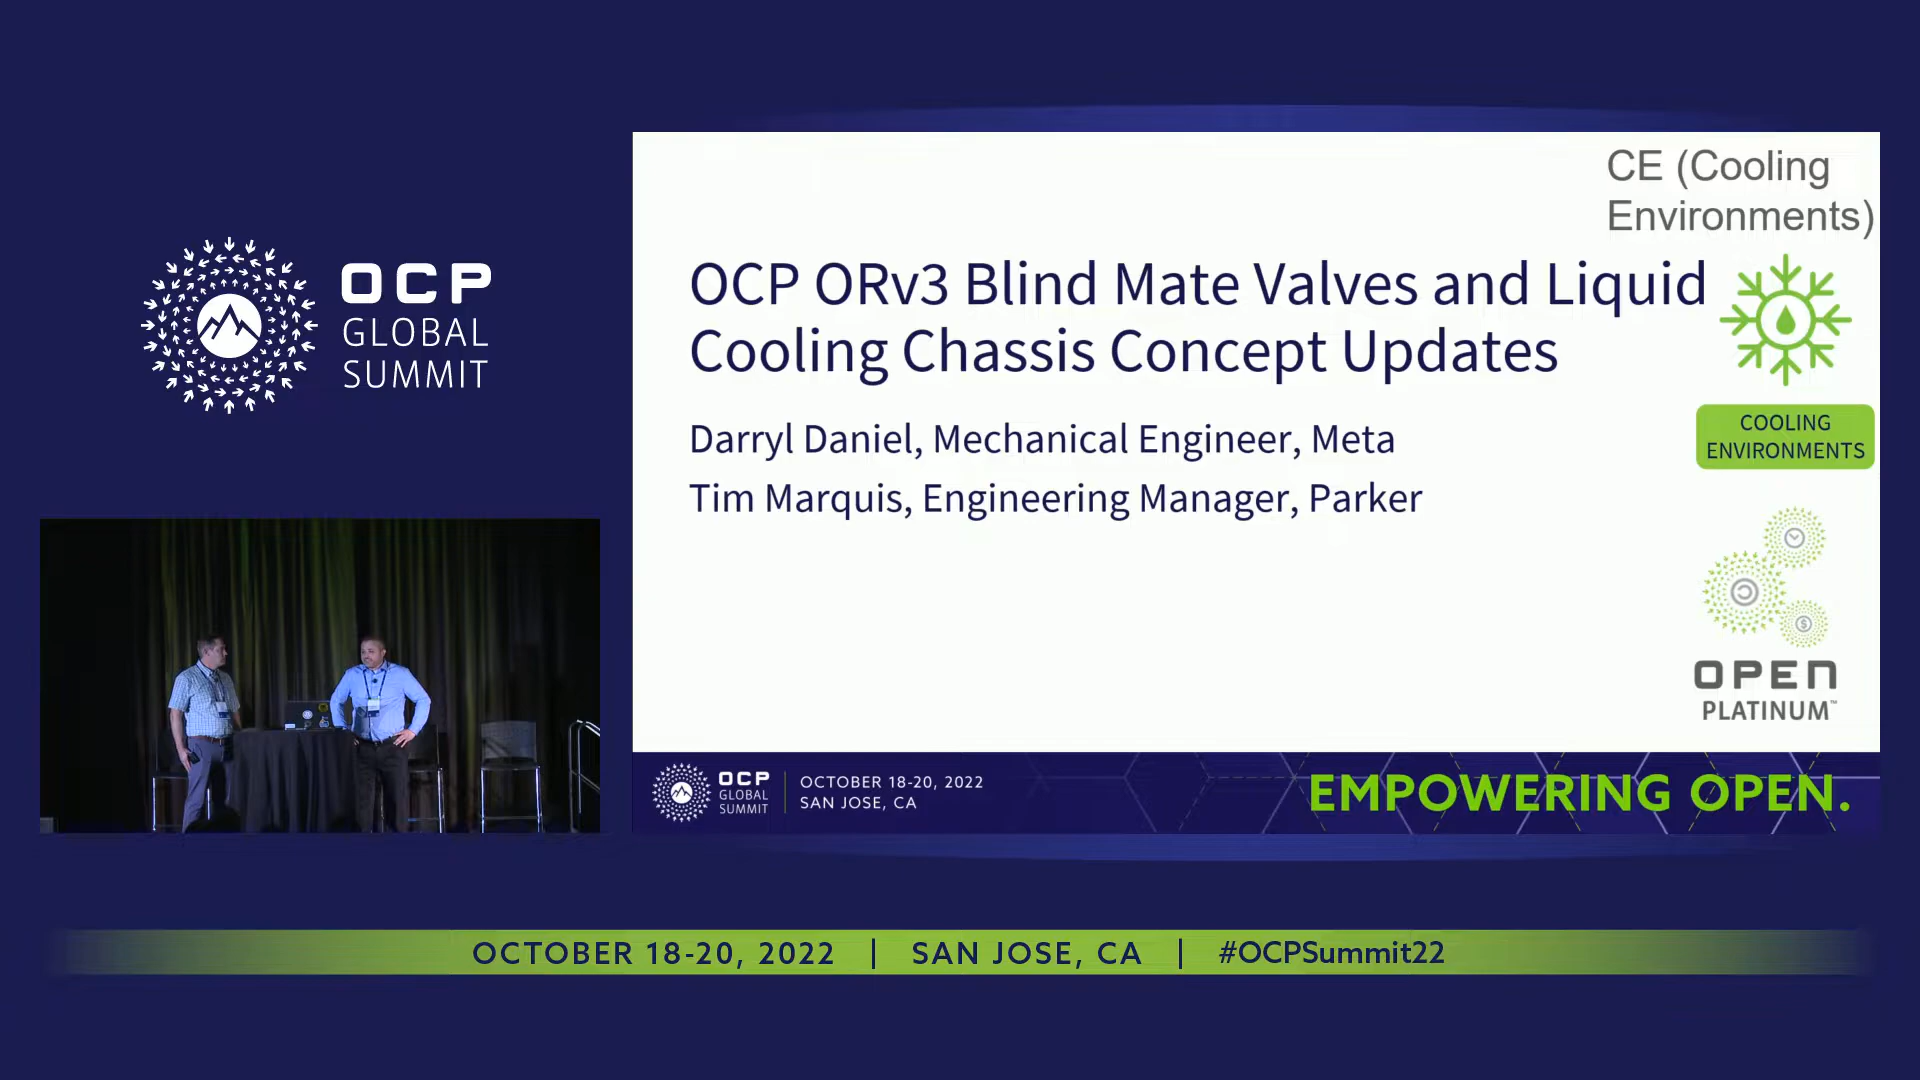 OCP
GLOBAL
SUMMIT
CE (Cooling
Environments)
OCP ORv3 Blind Mate Valves and Liquid
Cooling Chassis Concept Updates
Darryl Daniel, Mechanical Engineer, Meta
Tim Marquis, Engineering Manager, Parker
COOLING
ENVIRONMENTS
$
OPEN
PLATINUM™
OCP
GLOBAL
SUMMIT
OCTOBER 18-20, 2022
SAN JOSE, CA
EMPOWERING OPEN.
OCTOBER 18-20, 2022 | SAN JOSE, CA | #OCPSummit22